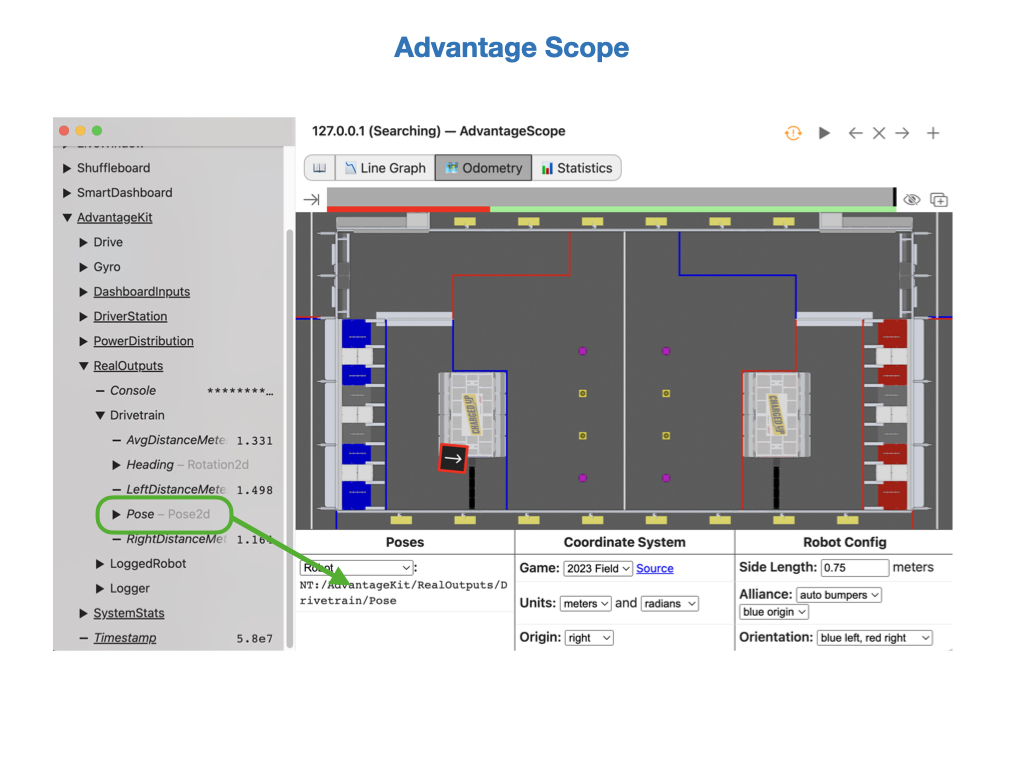 Advantage Scope
127.0.0.1 (Searching) — AdvantageScope
Shuffleboard
SmartDashboard
AdvantageKit
Drive
Gyro
DashboardInputs
DriverStation
PowerDistribution
RealOutputs
Console ********…
Drivetrain
AvgDistanceMete 1.331
Heading – Rotation2d
LeftDistanceMete 1.498
Pose – Pose2d
RightDistanceMet 1.164
LoggedRobot
Logger
SystemStats
Timestamp 5.8e7
Line Graph
Odometry
Statistics
CHARGED UP
CHARGED UP
Poses
Robot :
NT:/AdvantageKit/RealOutputs/D
rivetrain/Pose
Coordinate System
Game: 2023 Field Source
Units: meters and radians
Origin: right
Robot Config
Side Length: 0.75 meters
Alliance: auto bumpers
blue origin
Orientation: blue left, red right